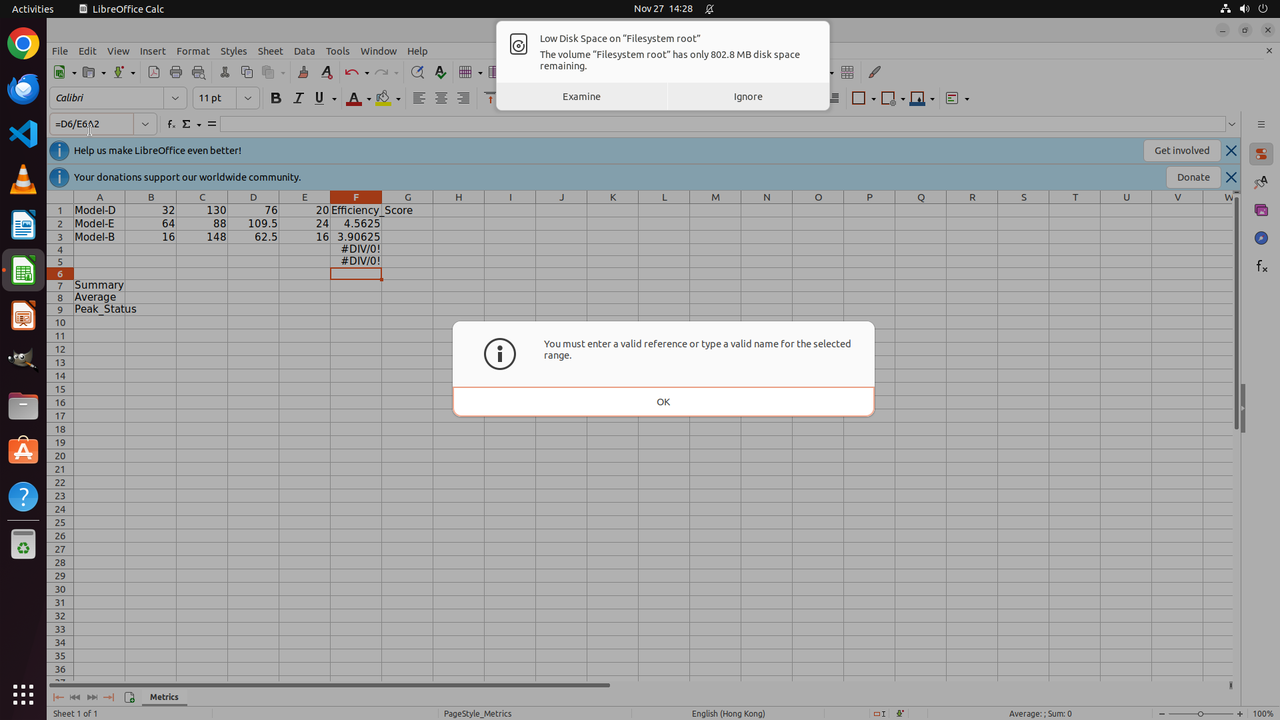 Activities
LibreOffice Calc
Nov 27 14:28
File Edit View Insert Format Styles Sheet Data Tools Window Help
Low Disk Space on “Filesystem root”
The volume “Filesystem root” has only 802.8 MB disk space
remaining.
Examine
Ignore
Calibri
11 pt
=D6/E6
A2
Help us make LibreOffice even better!
Get involved
Your donations support our worldwide community.
Donate
A B C D E F G H I J K L M N O P Q R S T U V W
1 Model-D 32 130 76 20 Efficiency_Score
2 Model-E 64 88 109.5 24 4.5625
3 Model-B 16 148 62.5 16 3.90625
4 #DIV/0!
5 #DIV/0!
6
7 Summary
8 Average
9 Peak_Status
10
11
12
13
14
15
16
17
18
19
20
21
22
23
24
25
26
27
28
29
30
31
32
33
34
35
36
You must enter a valid reference or type a valid name for the selected
range.
OK
Metrics
Sheet 1 of 1
PageStyle_Metrics
English (Hong Kong)
Average: ; Sum: 0
100%